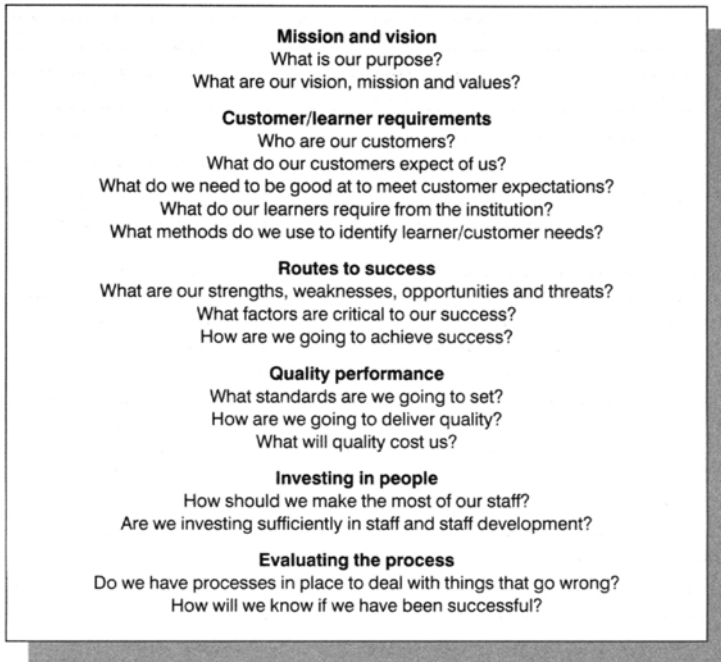 Mission and vision
What is our purpose?
What are our vision, mission and values?
Customer/learner requirements
Who are our customers?
What do our customers expect of us?
What do we need to be good at to meet customer expectations?
What do our learners require from the institution?
What methods do we use to identify learner/customer needs?
Routes to success
What are our strengths, weaknesses, opportunities and threats?
What factors are critical to our success?
How are we going to achieve success?
Quality performance
What standards are we going to set?
How are we going to deliver quality?
What will quality cost us?
Investing in people
How should we make the most of our staff?
Are we investing sufficiently in staff and staff development?
Evaluating the process
Do we have processes in place to deal with things that go wrong?
How will we know if we have been successful?